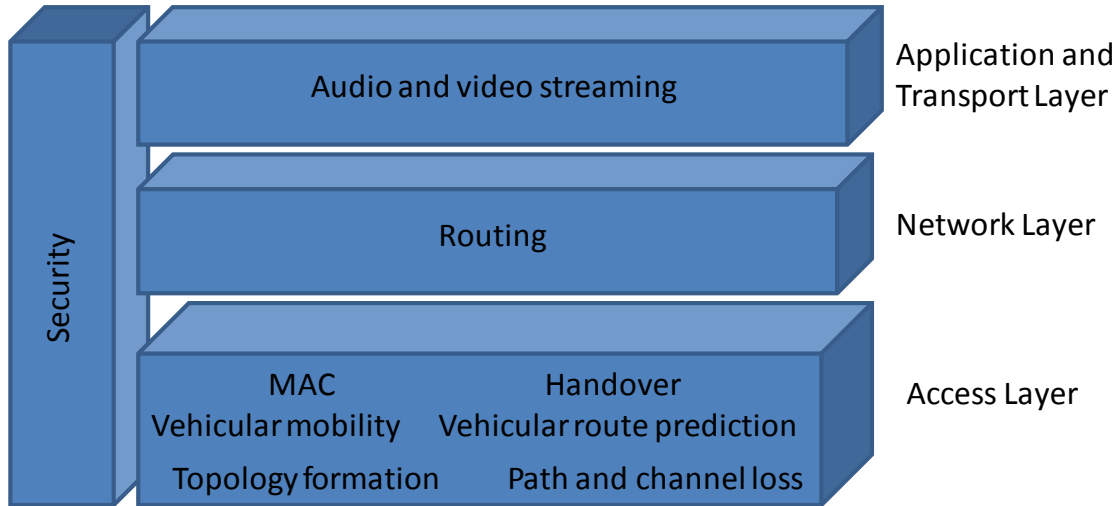 Security
Audio and video streaming
Application and
Transport Layer
Routing
Network Layer
MAC
Handover
Vehicular mobility
Vehicular route prediction
Topology formation
Path and channel loss
Access Layer